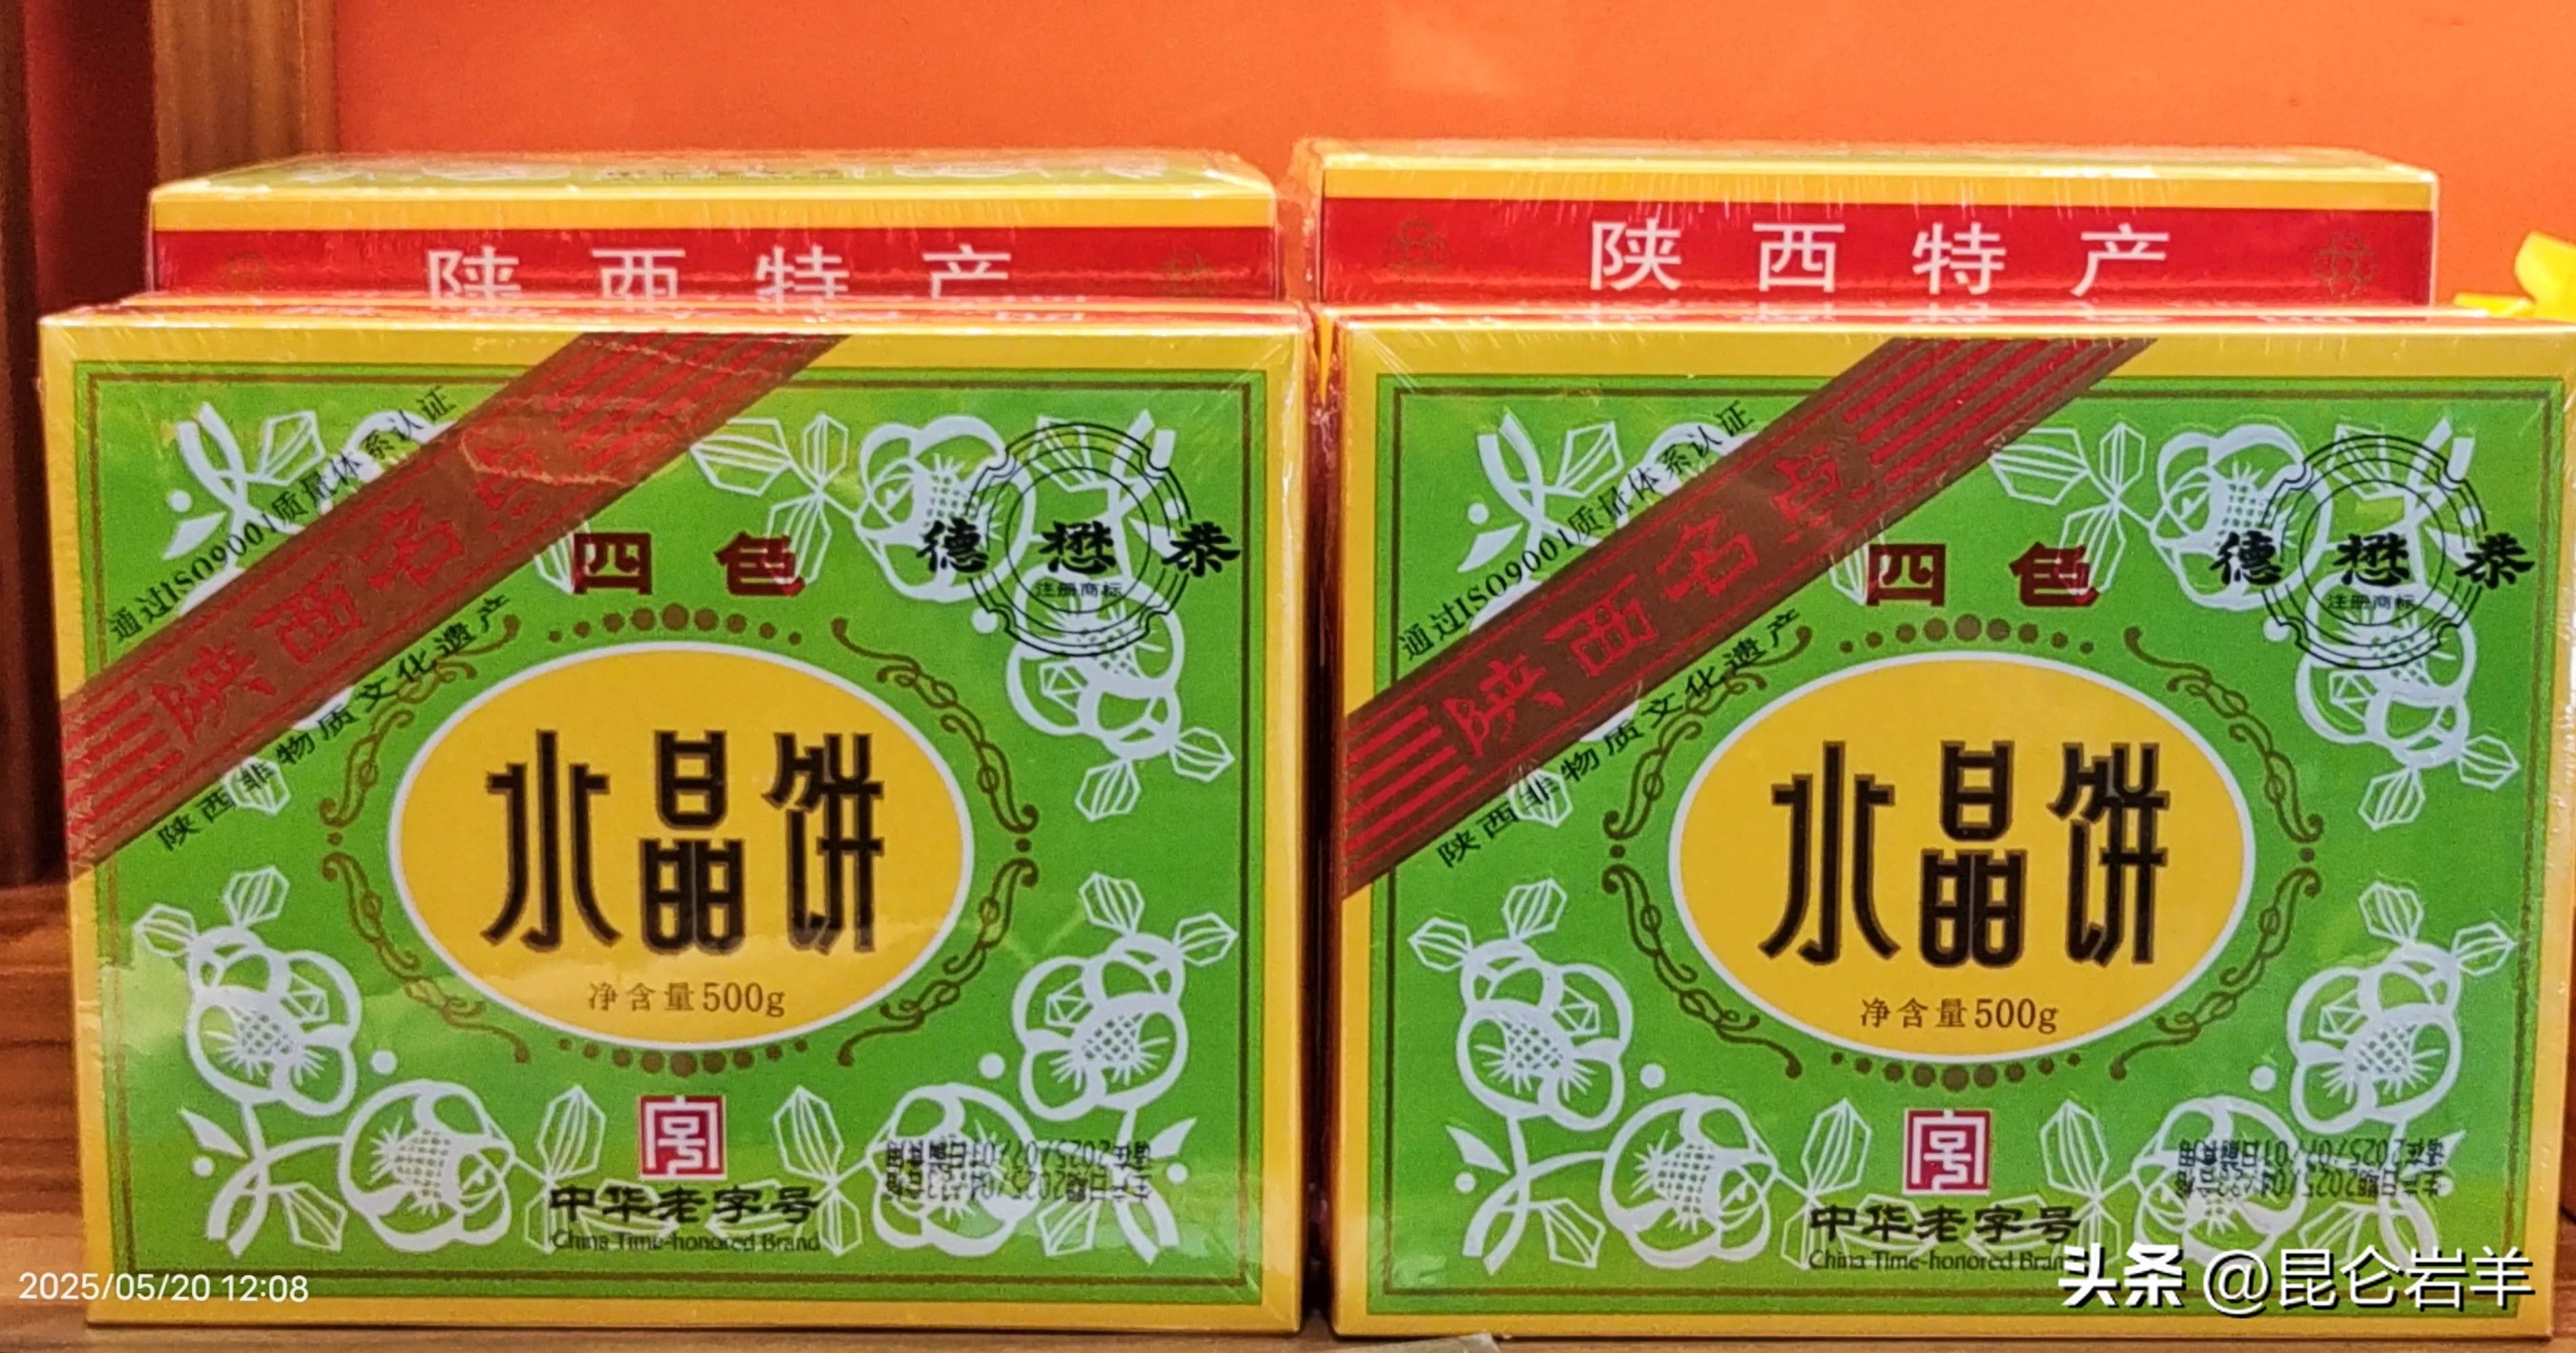 陕西特产
陕西特产
通过ISO9001质量体系认证
陕西名点
陕西非物质文化遗产
四色
德懋恭
注册商标
水晶饼
净含量500g
中华老字号
China Time-honored Brand
通过ISO9001质量体系认证
陕西名点
陕西非物质文化遗产
四色
德懋恭
注册商标
水晶饼
净含量500g
中华老字号
China Time-honored Bran
2025/05/20 12:08
头条 @昆仑岩羊